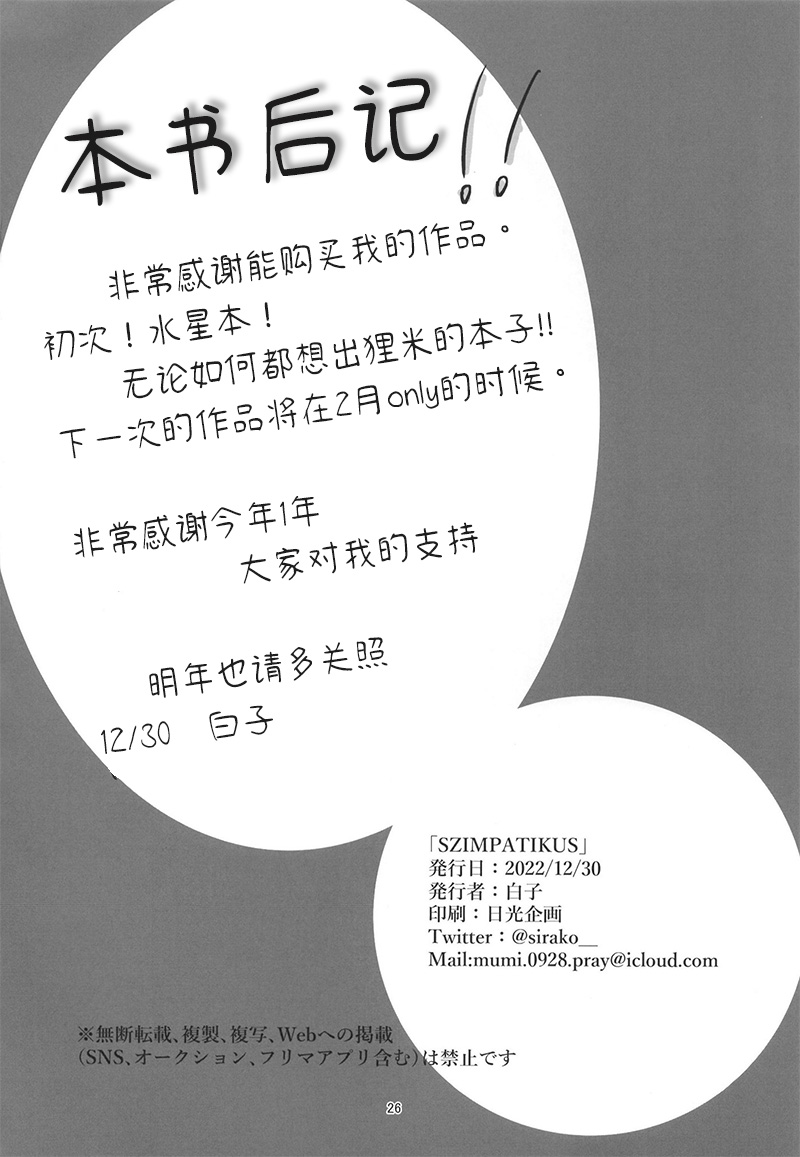 本书后记!!
非常感谢能购买我的作品。
初次！水星本！
无论如何都想出狸米的本子!!
下一次的作品将在2月only的时候。
非常感谢今年1年
大家对我的支持
明年也请多关照
12/30 白子
「SZIMPATIKUS」
発行日：2022/12/30
発行者：白子
印刷：日光企画
Twitter：@sirako__
Mail:mumi.0928.pray@icloud.com
※無断転載、複製、複写、Webへの掲載
（SNS、オークション、フリマアプリ含む）は禁止です
26